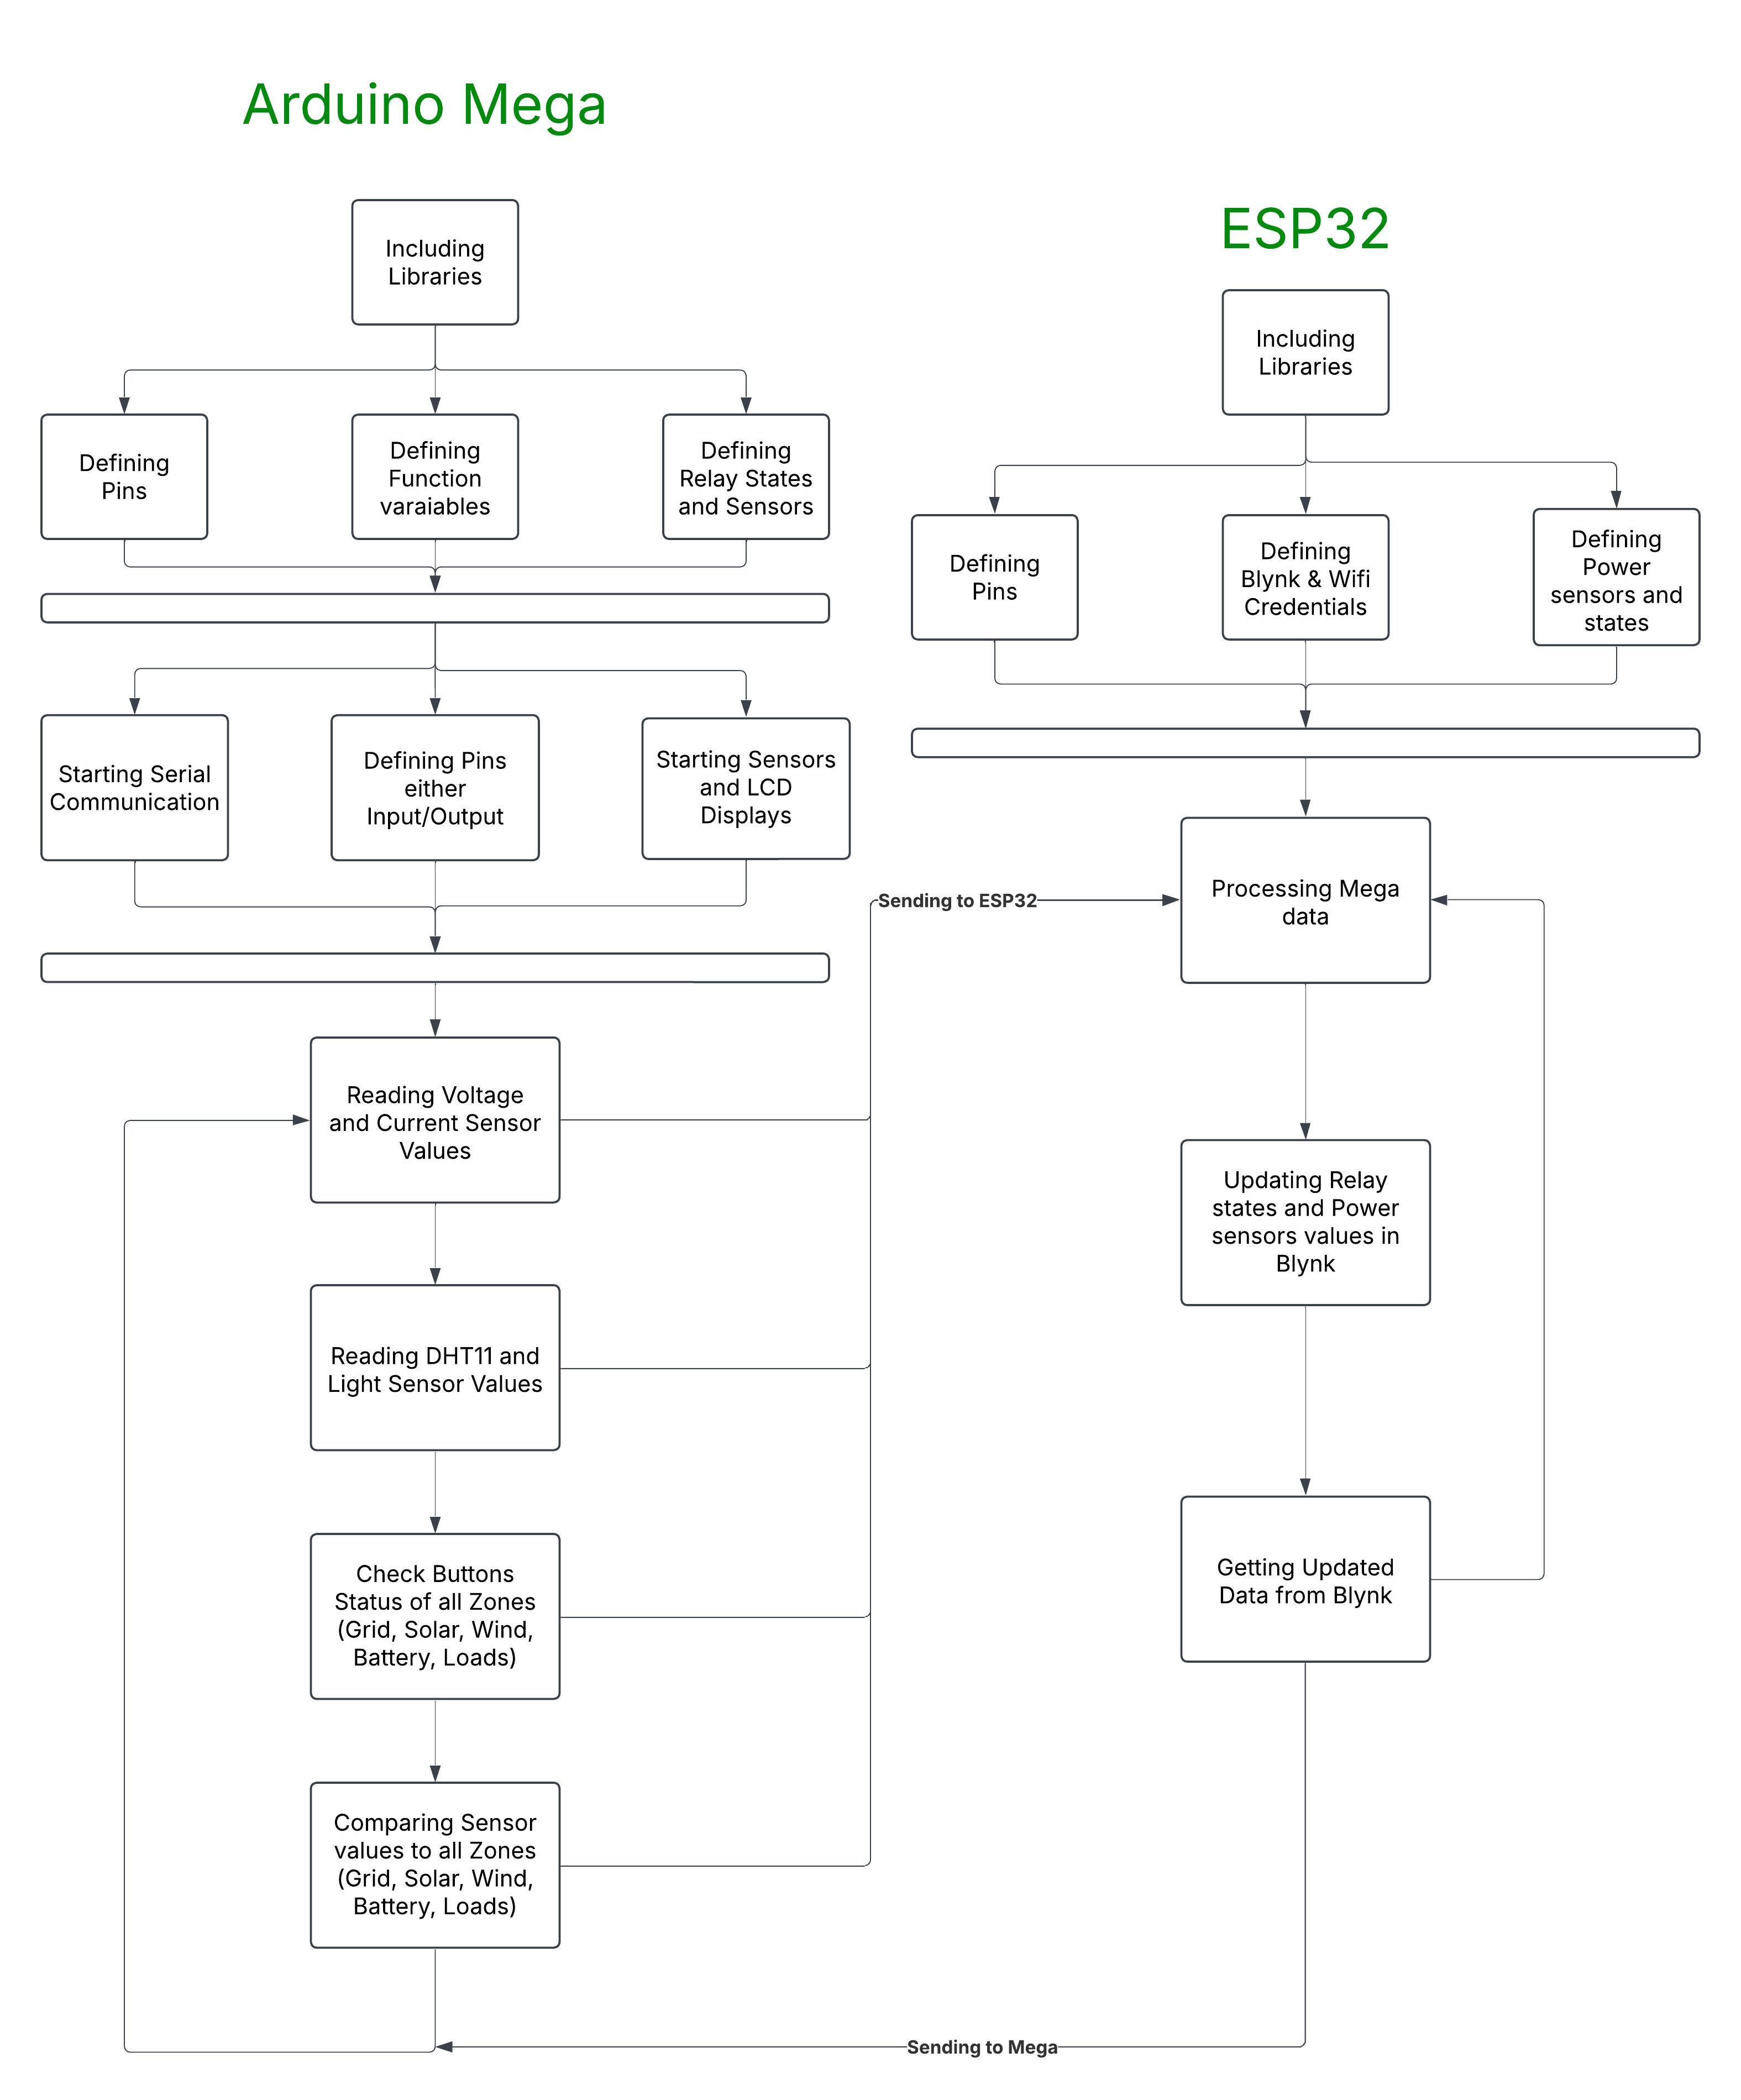 Arduino Mega
Including
Libraries
Defining
Pins
Defining
Function
varaiables
Defining
Relay States
and Sensors
Starting Serial
Communication
Defining Pins
either
Input/Output
Starting Sensors
and LCD
Displays
Reading Voltage
and Current Sensor
Values
Reading DHT11 and
Light Sensor Values
Check Buttons
Status of all Zones
(Grid, Solar, Wind,
Battery, Loads)
Comparing Sensor
values to all Zones
(Grid, Solar, Wind,
Battery, Loads)
Sending to ESP32
ESP32
Including
Libraries
Defining
Pins
Defining
Blynk & Wifi
Credentials
Defining
Power
sensors and
states
Processing Mega
data
Updating Relay
states and Power
sensors values in
Blynk
Getting Updated
Data from Blynk
Sending to Mega